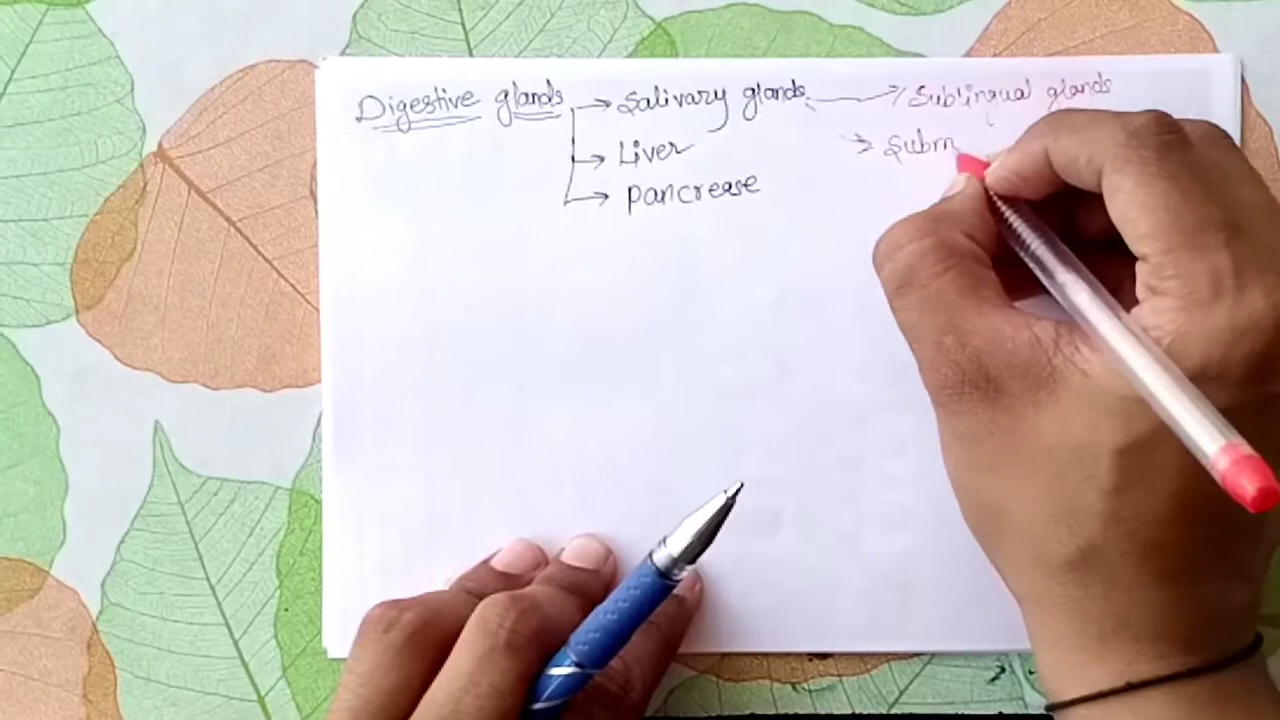 Digestive glands → Salivary glands → Sublingual glands
→ Liver → Subm
→ pancrease